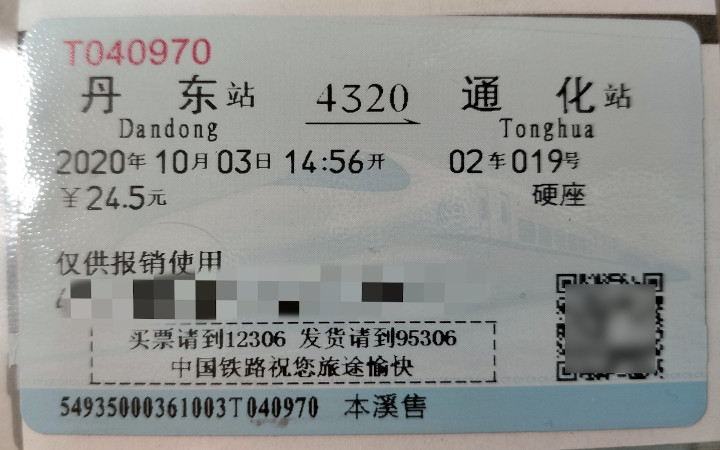 T040970
丹东站 4320 通化站
Dandong Tonghua
2020年10月03日14:56开 02车019号
¥24.5元 硬座
仅供报销使用
买票请到12306 发货请到95306
中国铁路祝您旅途愉快
54935000361003T040970 本溪售